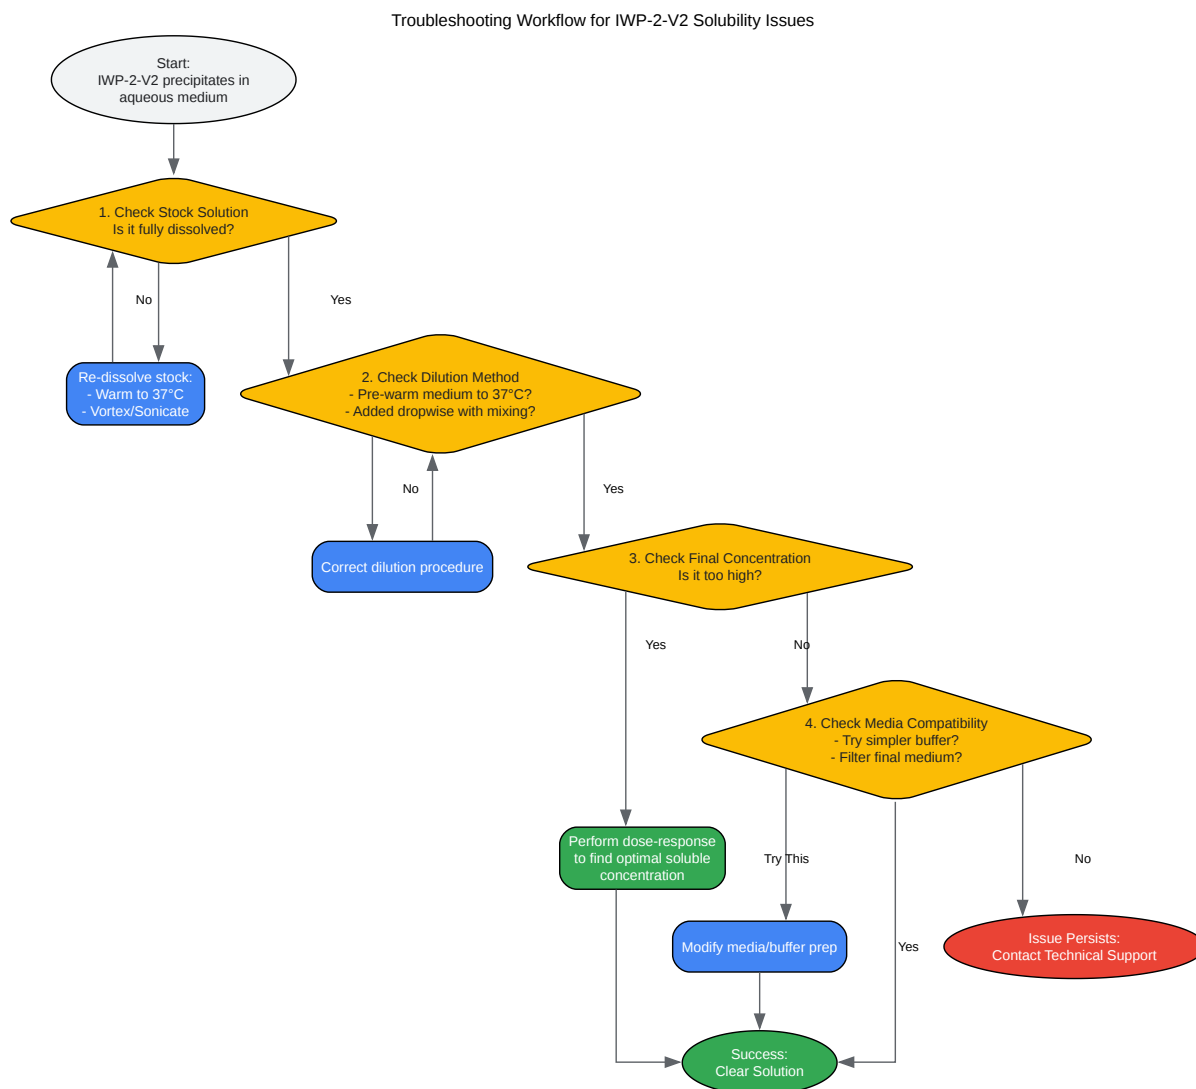 Troubleshooting Workflow for IWP-2-V2 Solubility Issues
Start:
IWP-2-V2 precipitates in
aqueous medium
1. Check Stock Solution
Is it fully dissolved?
No
Yes
Re-dissolve stock:
- Warm to 37°C
- Vortex/Sonicate
2. Check Dilution Method
- Pre-warm medium to 37°C?
- Added dropwise with mixing?
No
Yes
Correct dilution procedure
3. Check Final Concentration
Is it too high?
Yes
No
4. Check Media Compatibility
- Try simpler buffer?
- Filter final medium?
Perform dose-response
to find optimal soluble
concentration
Try This
No
Modify media/buffer prep
Yes
Issue Persists:
Contact Technical Support
Success:
Clear Solution